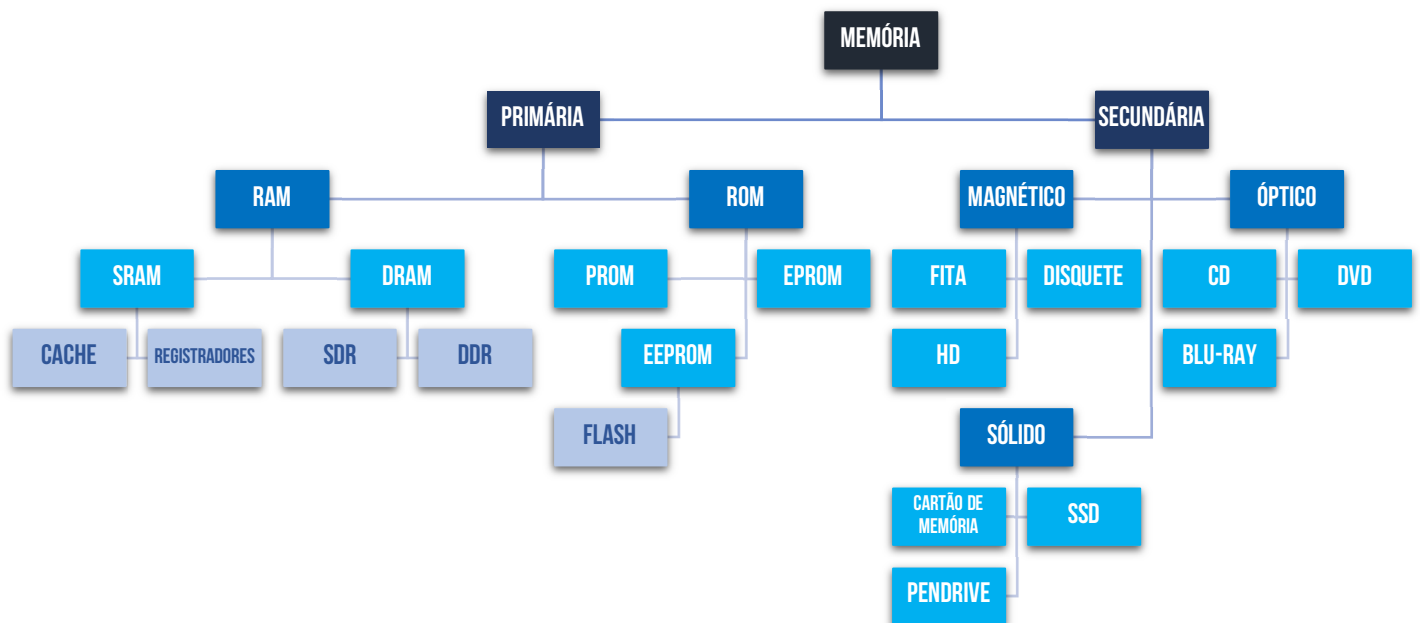 MEMÓRIA
PRIMÁRIA
SECUNDÁRIA
RAM
ROM
MAGNÉTICO
ÓPTICO
SRAM
DRAM
PROM
EPROM
FITA
DISQUETE
CD
DVD
CACHE
REGISTRADORES
SDR
DDR
EEPROM
HD
BLU-RAY
FLASH
SÓLIDO
CARTÃO DE
MEMÓRIA
SSD
PENDRIVE